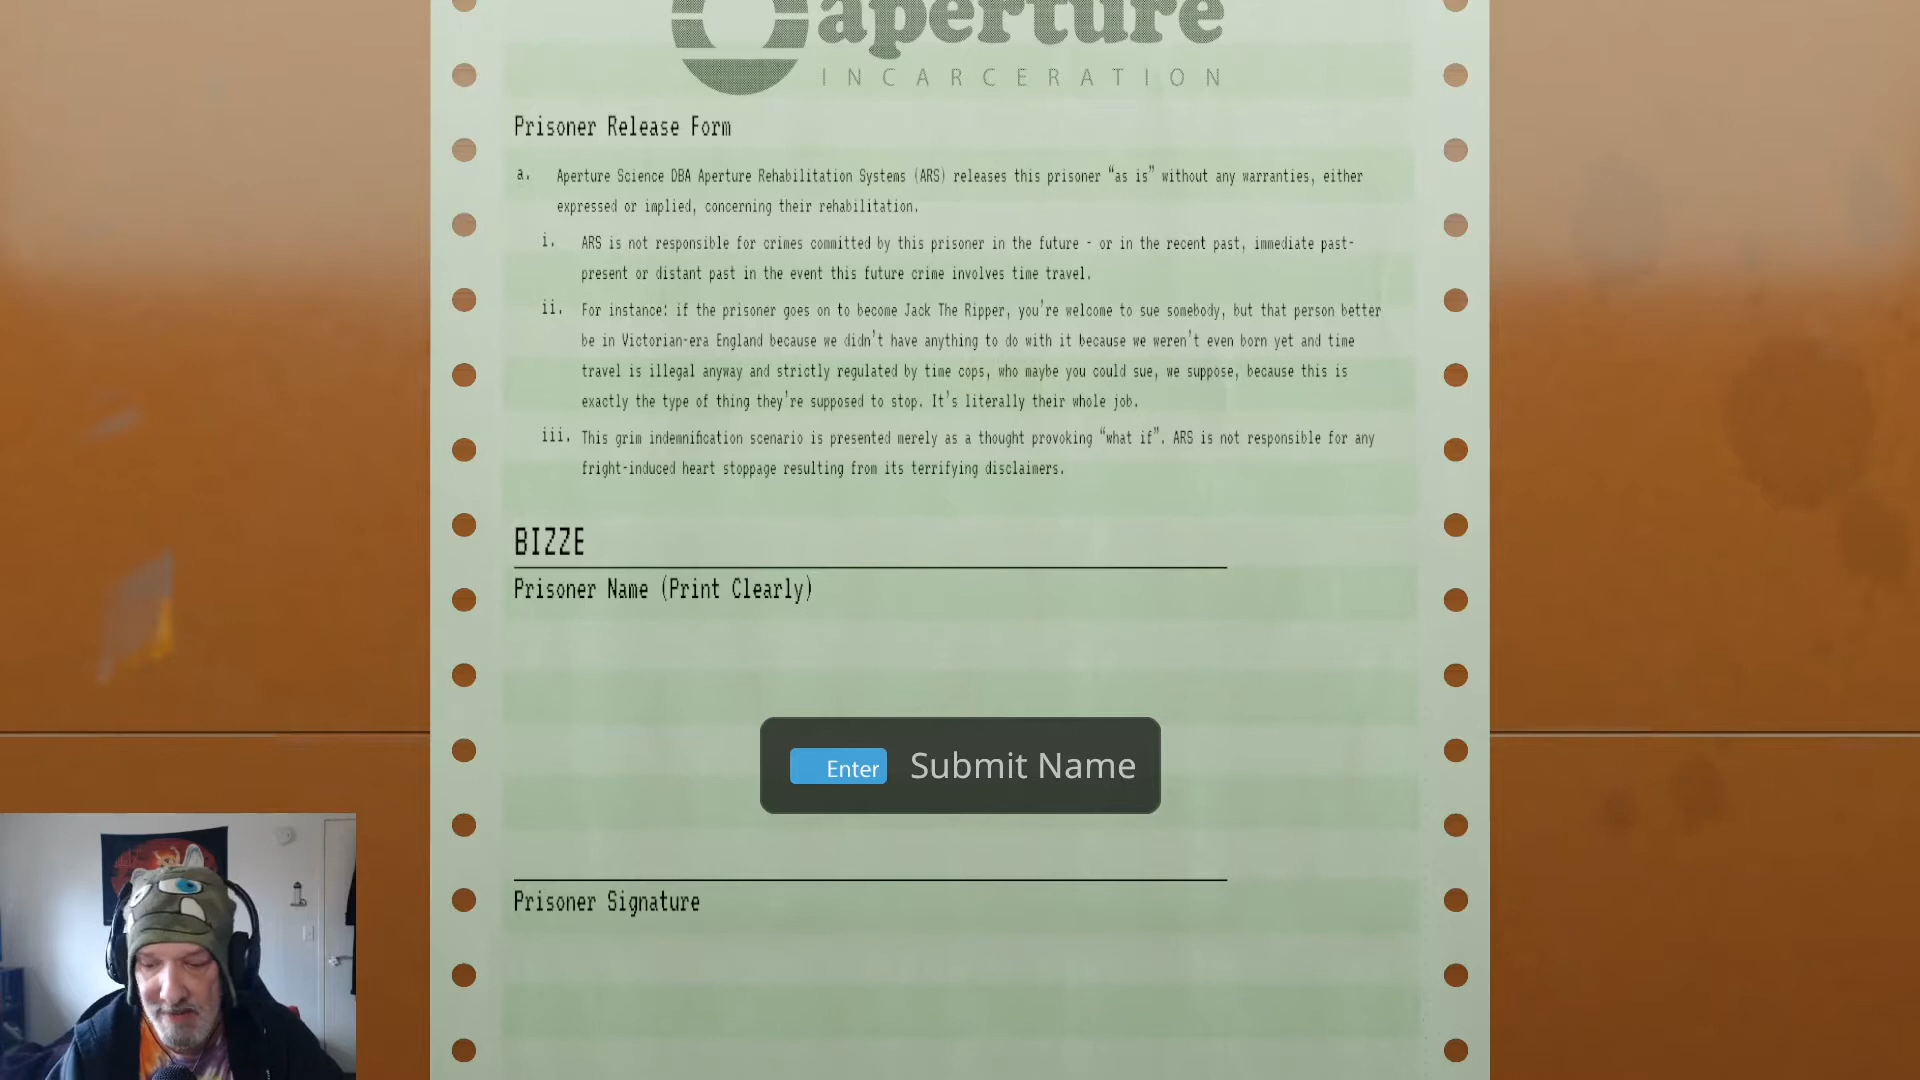 aperture
INCARCERATION
Prisoner Release Form
a. Aperture Science DBA Aperture Rehabilitation Systems (ARS) releases this prisoner “as is” without any warranties, either
expressed or implied, concerning their rehabilitation.
i. ARS is not responsible for crimes committed by this prisoner in the future - or in the recent past, immediate past-
present or distant past in the event this future crime involves time travel.
ii. For instance: if the prisoner goes on to become Jack The Ripper, you're welcome to sue somebody, but that person better
be in Victorian-era England because we didn't have anything to do with it because we weren't even born yet and time
travel is illegal anyway and strictly regulated by time cops, who maybe you could sue, we suppose, because this is
exactly the type of thing they're supposed to stop. It's literally their whole job.
iii. This grim indemnification scenario is presented merely as a thought provoking “what if”. ARS is not responsible for any
fright-induced heart stoppage resulting from its terrifying disclaimers.
BIZZE
Prisoner Name (Print Clearly)
Enter Submit Name
Prisoner Signature